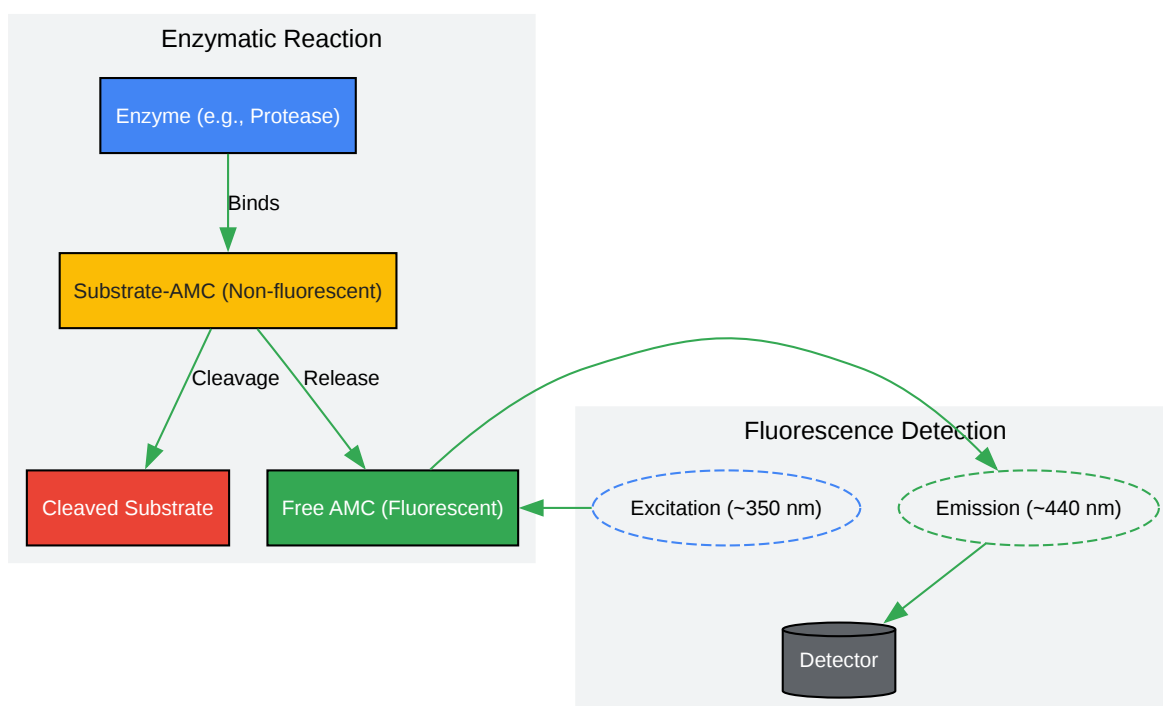 Enzymatic Reaction
Enzyme (e.g., Protease)
Binds
Substrate-AMC (Non-fluorescent)
Cleavage
Release
Cleaved Substrate
Free AMC (Fluorescent)
Fluorescence Detection
Excitation (~350 nm)
Emission (~440 nm)
Detector